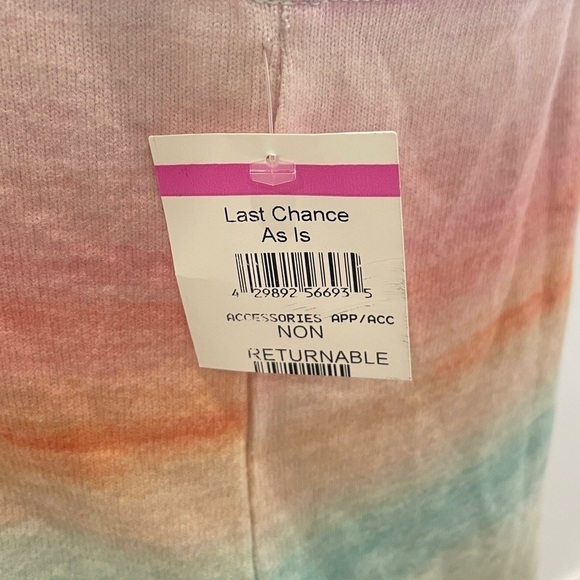 Last Chance
As Is
4 29892 56693 5
ACCESSORIES APP/ACC
NON
RETURNABLE